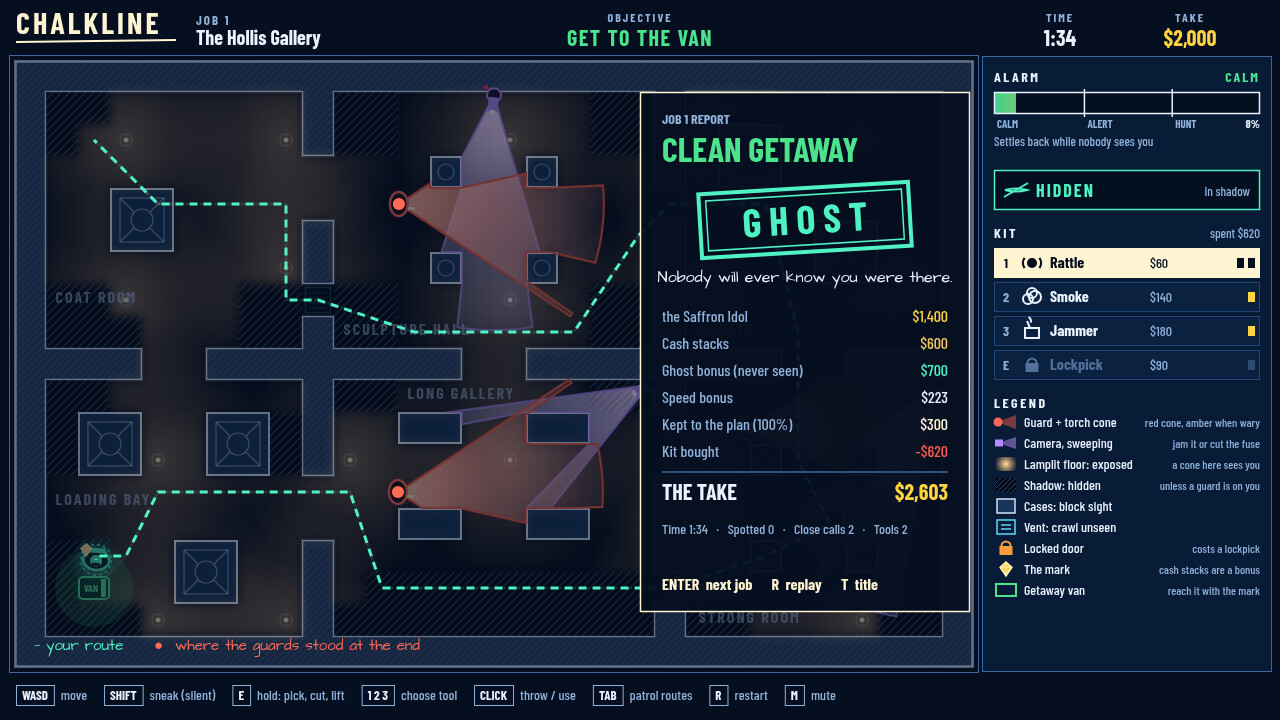 CHALKLINE
JOB 1
The Hollis Gallery
OBJECTIVE
GET TO THE VAN
TIME
1:34
TAKE
$2,000
COAT ROOM
SCULPTURE HALL
LONG GALLERY
LOADING BAY
VAN
STRONG ROOM
- your route
● where the guards stood at the end
JOB 1 REPORT
CLEAN GETAWAY
GHOST
Nobody will ever know you were there.
the Saffron Idol $1,400
Cash stacks $600
Ghost bonus (never seen) $700
Speed bonus $223
Kept to the plan (100%) $300
Kit bought -$620
THE TAKE $2,603
Time 1:34 · Spotted 0 · Close calls 2 · Tools 2
ENTER next job R replay T title
ALARM CALM
CALM ALERT HUNT 8%
Settles back while nobody sees you
HIDDEN In shadow
KIT spent $620
1 Rattle $60
2 Smoke $140
3 Jammer $180
E Lockpick $90
LEGEND
Guard + torch cone red cone, amber when wary
Camera, sweeping jam it or cut the fuse
Lamplit floor: exposed a cone here sees you
Shadow: hidden unless a guard is on you
Cases: block sight
Vent: crawl unseen
Locked door costs a lockpick
The mark cash stacks are a bonus
Getaway van reach it with the mark
WASD move SHIFT sneak (silent) E hold: pick, cut, lift 1 2 3 choose tool CLICK throw / use TAB patrol routes R restart M mute